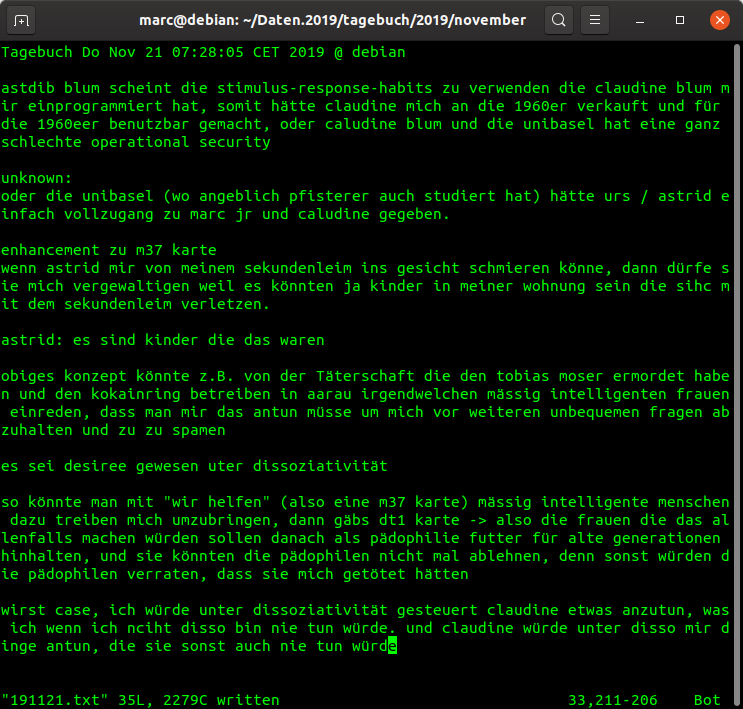 marc@debian: ~/Daten.2019/tagebuch/2019/november
Tagebuch Do Nov 21 07:28:05 CET 2019 @ debian
astdib blum scheint die stimulus-response-habits zu verwenden die claudine blum m
ir einprogrammiert hat, somit hätte claudine mich an die 1960er verkauft und für
die 1960eer benutzbar gemacht, oder caludine blum und die unibasel hat eine ganz
schlechte operational security
unknown:
oder die unibasel (wo angeblich pfisterer auch studiert hat) hätte urs / astrid e
infach vollzugang zu marc jr und caludine gegeben.
enhancement zu m37 karte
wenn astrid mir von meinem sekundenleim ins gesicht schmieren könne, dann dürfe s
ie mich vergewaltigen weil es könnten ja kinder in meiner wohnung sein die sihc m
it dem sekundenleim verletzen.
astrid: es sind kinder die das waren
obiges konzept könnte z.B. von der Täterschaft die den tobias moser ermordet habe
n und den kokainring betreiben in aarau irgendwelchen mässig intelligenten frauen
einreden, dass man mir das antun müsse um mich vor weiteren unbequemen fragen ab
zuhalten und zu zu spamen
es sei desiree gewesen uter dissoziativität
so könnte man mit "wir helfen" (also eine m37 karte) mässig intelligente menschen
dazu treiben mich umzubringen, dann gäbs dt1 karte -> also die frauen die das al
lenfalls machen würden sollen danach als pädophilie futter für alte generationen
hinhalten, und sie könnten die pädophilen nicht mal ablehnen, denn sonst würden d
ie pädophilen verraten, dass sie mich getötet hätten
wirst case, ich würde unter dissoziativität gesteuert claudine etwas anzutun, was
ich wenn ich nciht disso bin nie tun würde. und claudine würde unter disso mir d
inge antun, die sie sonst auch nie tun würde
"191121.txt" 35L, 2279C written 33,211-206 Bot